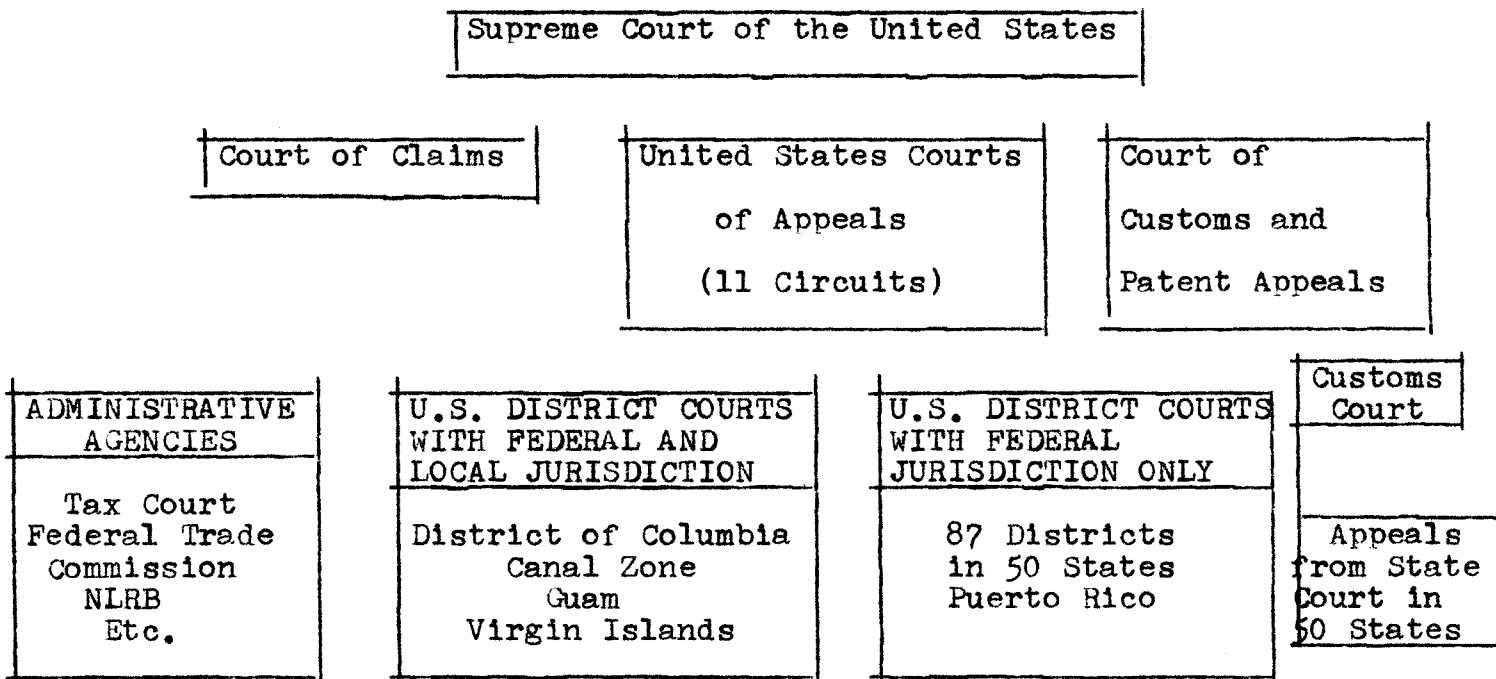 Supreme Court of the United States
Court of Claims
United States Courts
of Appeals
(11 Circuits)
Court of
Customs and
Patent Appeals
ADMINISTRATIVE
AGENCIES
Tax Court
Federal Trade
Commission
NLRB
Etc.
U.S. DISTRICT COURTS
WITH FEDERAL AND
LOCAL JURISDICTION
District of Columbia
Canal Zone
Guam
Virgin Islands
U.S. DISTRICT COURTS
WITH FEDERAL
JURISDICTION ONLY
87 Districts
in 50 States
Puerto Rico
Customs
Court
Appeals
from State
Court in
50 States